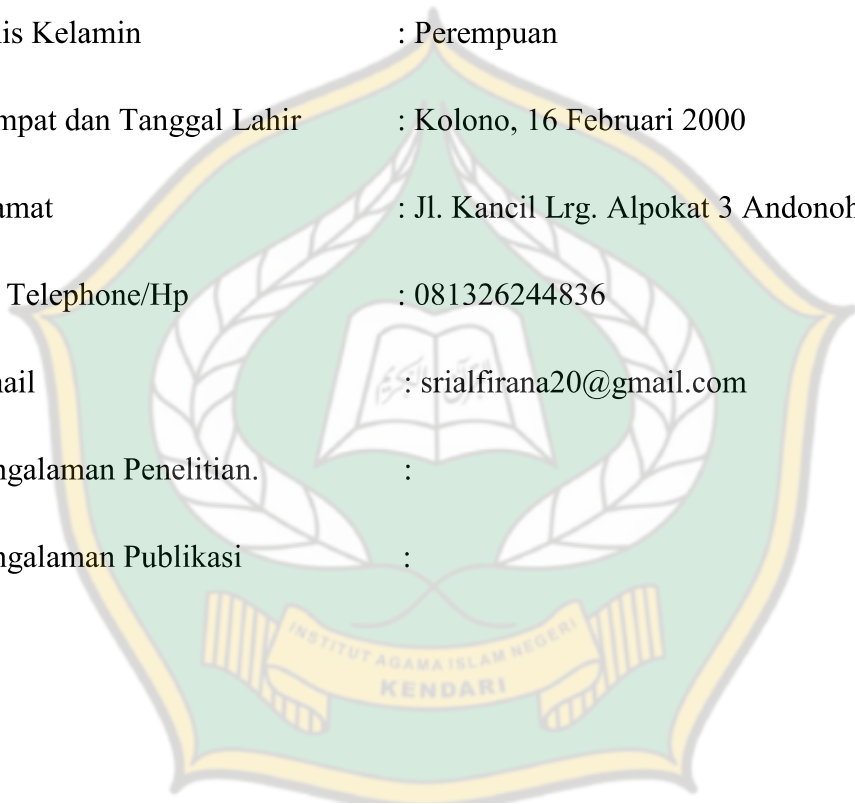 is Kelamin : Perempuan
mpat dan Tanggal Lahir : Kolono, 16 Februari 2000
amat : Jl. Kancil Lrg. Alpokat 3 Andonoh
Telephone/Hp : 081326244836
ail : srialfirana20@gmail.com
ngalaman Penelitian. :
ngalaman Publikasi :
INSTITUT AGAMA ISLAM NEGERI
KENDARI